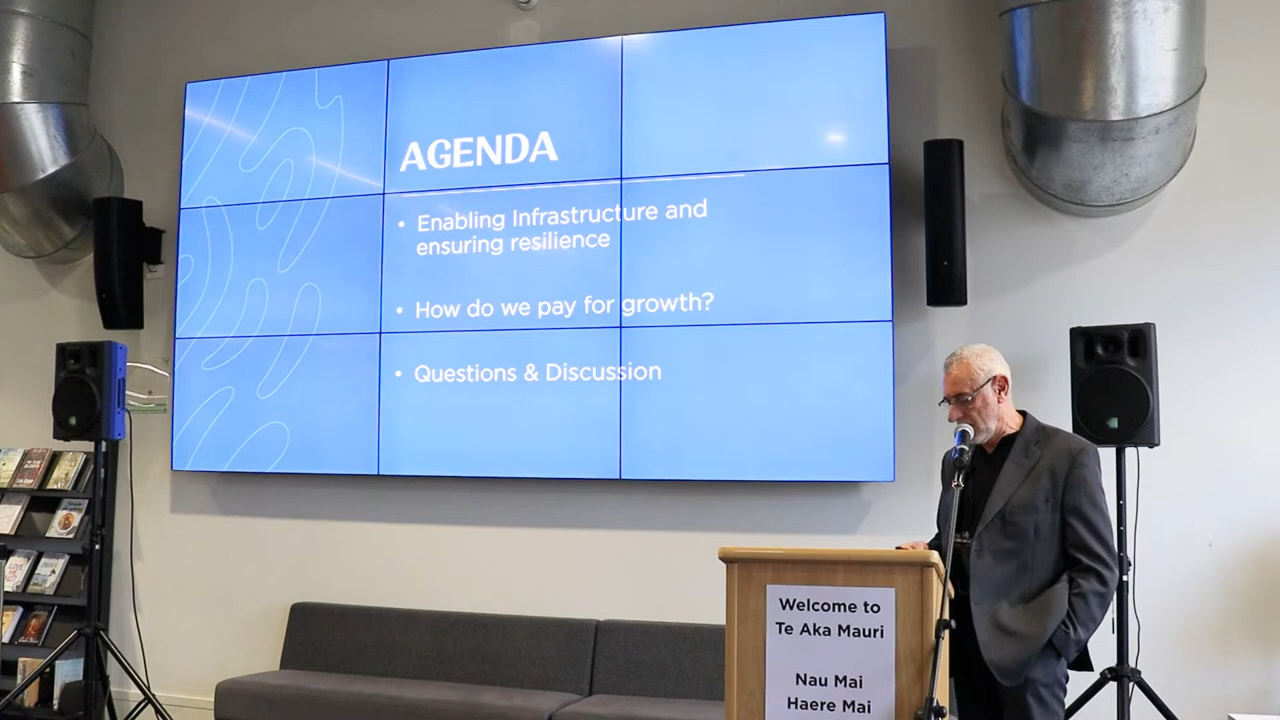 AGENDA
• Enabling Infrastructure and
ensuring resilience
• How do we pay for growth?
• Questions & Discussion
Welcome to
Te Aka Mauri
Nau Mai
Haere Mai